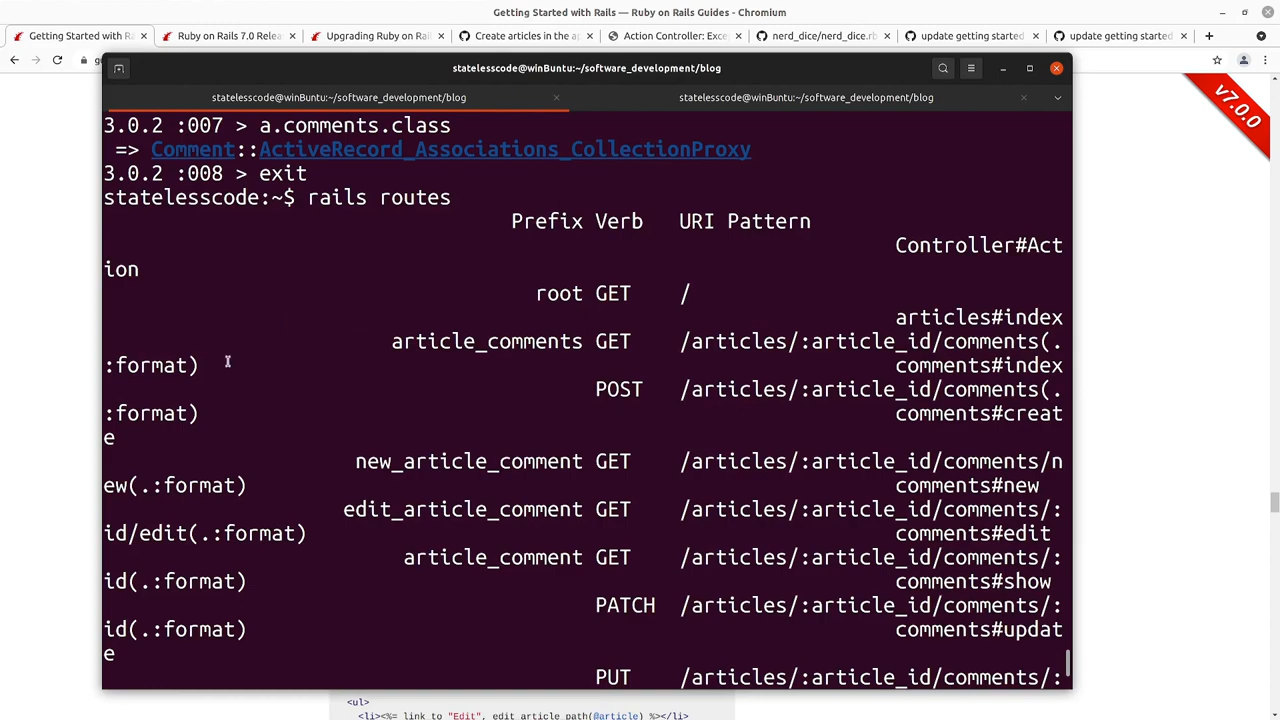 Getting Started with Rails — Ruby on Rails Guides - Chromium
Getting Started with Ra
Ruby on Rails 7.0 Relea
Upgrading Ruby on Rail
Create articles in the ap
Action Controller: Exce
nerd_dice/nerd_dice.rb
update getting started
update getting started
gu
statelesscode@winBuntu:~/software_development/blog
statelesscode@winBuntu:~/software_development/blog
statelesscode@winBuntu:~/software_development/blog
v7.0.0
3.0.2 :007 > a.comments.class
=> Comment::ActiveRecord_Associations_CollectionProxy
3.0.2 :008 > exit
statelesscode:~$ rails routes
Prefix Verb URI Pattern
Controller#Act
ion
root GET /
articles#index
article_comments GET /articles/:article_id/comments(.
:format) comments#index
POST /articles/:article_id/comments(.
:format) comments#creat
e
new_article_comment GET /articles/:article_id/comments/n
ew(.:format) comments#new
edit_article_comment GET /articles/:article_id/comments/:
id/edit(.:format) comments#edit
article_comment GET /articles/:article_id/comments/:
id(.:format) comments#show
PATCH /articles/:article_id/comments/:
id(.:format) comments#updat
e
PUT /articles/:article_id/comments/:
<ul>
<li><%= link_to "Edit", edit_article_path(@article) %></li>